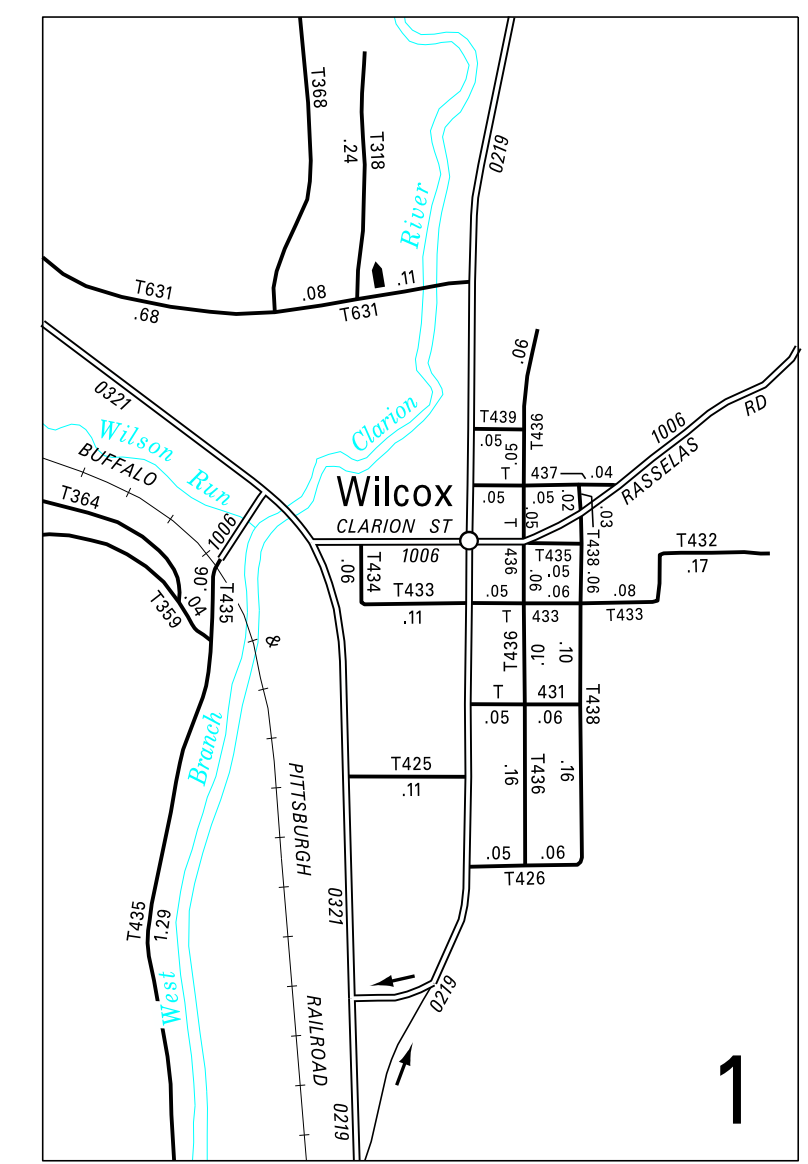 T368
T318
.24
0219
River
T631
.68
.08
T631
.11
0321
Wilson Run
BUFFALO
T364
1006
.06
.04
T359
T435
&
Clarion
Wilcox
CLARION ST
1006
.06
T434
T433
.11
.06
T439
.05
T436
.05
T 437
.04
.05
.05
.02
.03
T 436
.05
1006
RASSELAS RD
T435
.05
T438
.06
.06
.06
T432
.17
.08
T433
.05
T 433
T436
.10
.10
T 431
.05
.06
T438
Branch
PITTSBURGH
T425
.11
.16
T436
.16
.05
.06
T426
0321
T435
1.29
West
RAILROAD
0219
0219
1